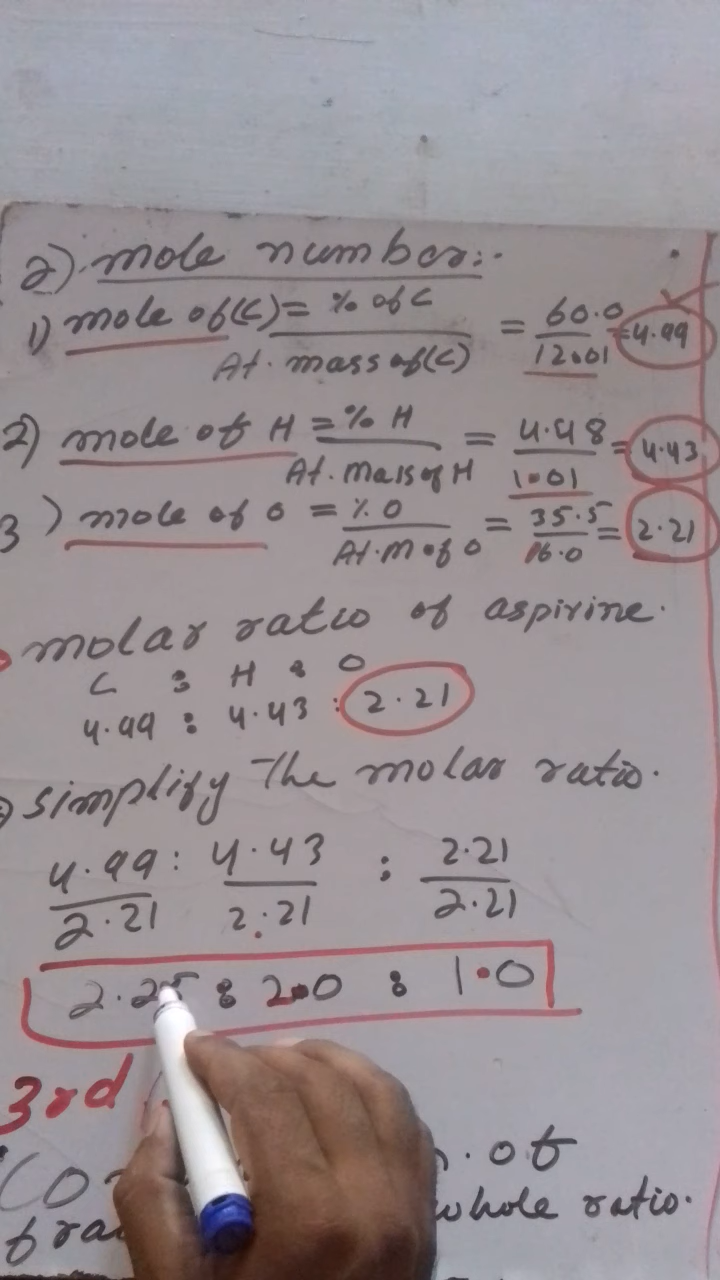 2) mole number:-
1) mole of (C) = % of C / At. mass of (C) = 60.0 / 12.01 = 4.99
2) mole of H = % H / At. Mass of H = 4.48 / 1.01 = 4.43
3) mole of O = % O / At. M of O = 35.5 / 16.0 = 2.21
molar ratio of aspirine.
C : H : O
4.99 : 4.43 : 2.21
simplify The molar ratio.
4.99 / 2.21 : 4.43 / 2.21 : 2.21 / 2.21
2.25 : 2.0 : 1.0
3rd
of
whole ratio.